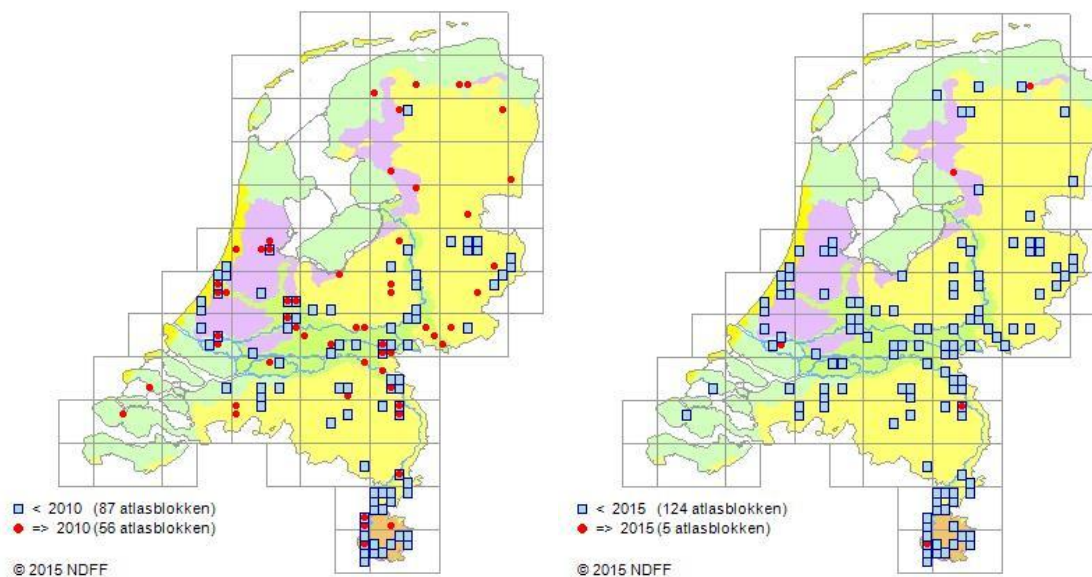 < 2010 (87 atlasblokken)
=> 2010 (56 atlasblokken)
© 2015 NDFF
< 2015 (124 atlasblokken)
=> 2015 (5 atlasblokken)
© 2015 NDFF